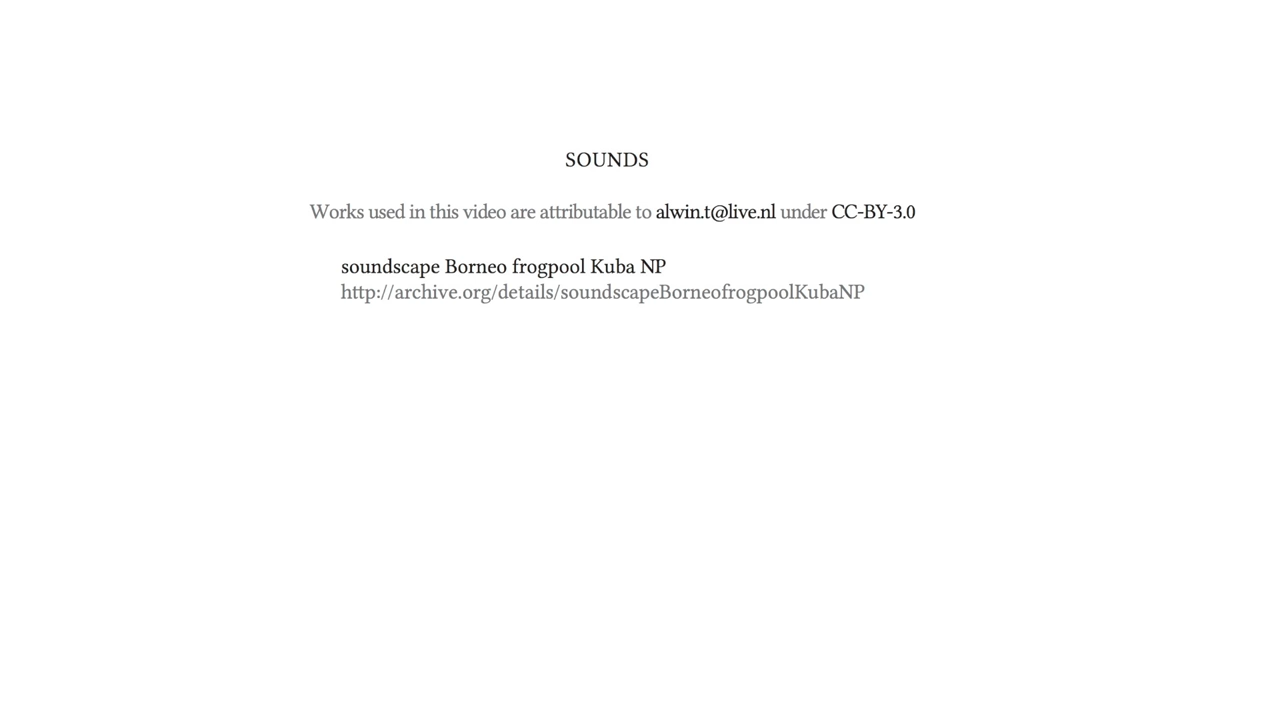 SOUNDS
Works used in this video are attributable to alwin.t@live.nl under CC-BY-3.0
soundscape Borneo frogpool Kuba NP
http://archive.org/details/soundscapeBorneofrogpoolKubaNP